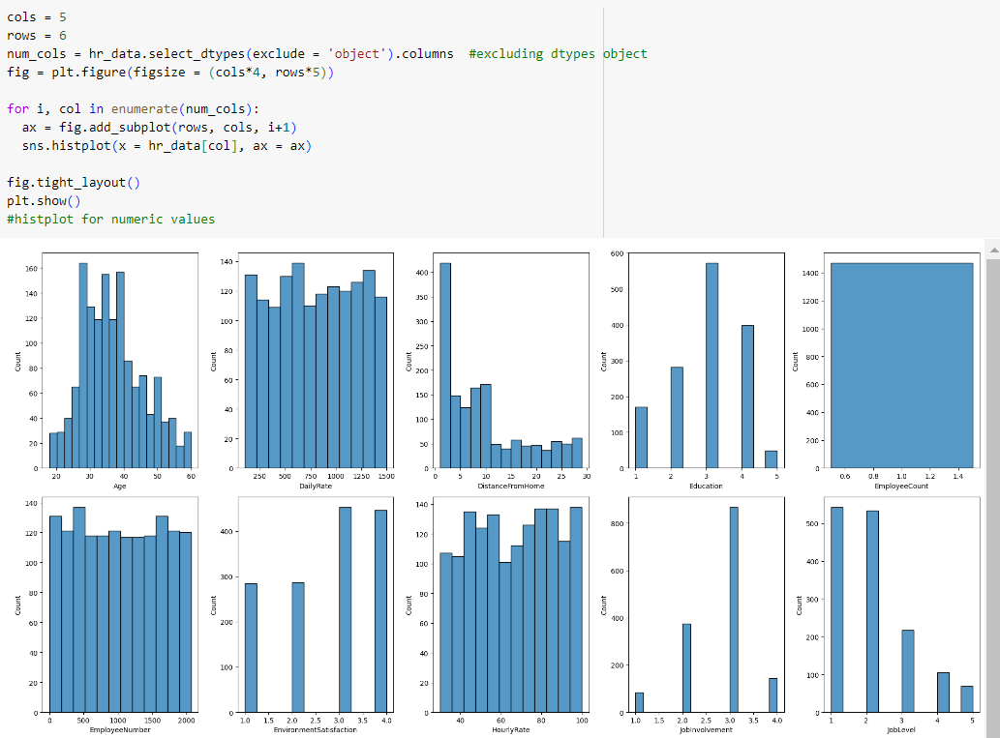 cols = 5
rows = 6
num_cols = hr_data.select_dtypes(exclude = 'object').columns  #excluding dtypes object
fig = plt.figure(figsize = (cols*4, rows*5))
for i, col in enumerate(num_cols):
  ax = fig.add_subplot(rows, cols, i+1)
  sns.histplot(x = hr_data[col], ax = ax)
fig.tight_layout()
plt.show()
#histplot for numeric values
160
140
120
100
80
60
40
20
0
Count
20 30 40 50 60
Age
140
120
100
80
60
40
20
0
Count
250 500 750 1000 1250 1500
DailyRate
400
350
300
250
200
150
100
50
0
Count
0 5 10 15 20 25 30
DistanceFromHome
600
500
400
300
200
100
0
Count
1 2 3 4 5
Education
1400
1200
1000
800
600
400
200
0
Count
0.6 0.8 1.0 1.2 1.4
EmployeeCount
140
120
100
80
60
40
20
0
Count
0 500 1000 1500 2000
EmployeeNumber
400
300
200
100
0
Count
1.0 1.5 2.0 2.5 3.0 3.5 4.0
EnvironmentSatisfaction
140
120
100
80
60
40
20
0
Count
40 60 80 100
HourlyRate
800
600
400
200
0
Count
1.0 1.5 2.0 2.5 3.0 3.5 4.0
JobInvolvement
500
400
300
200
100
0
Count
1 2 3 4 5
JobLevel